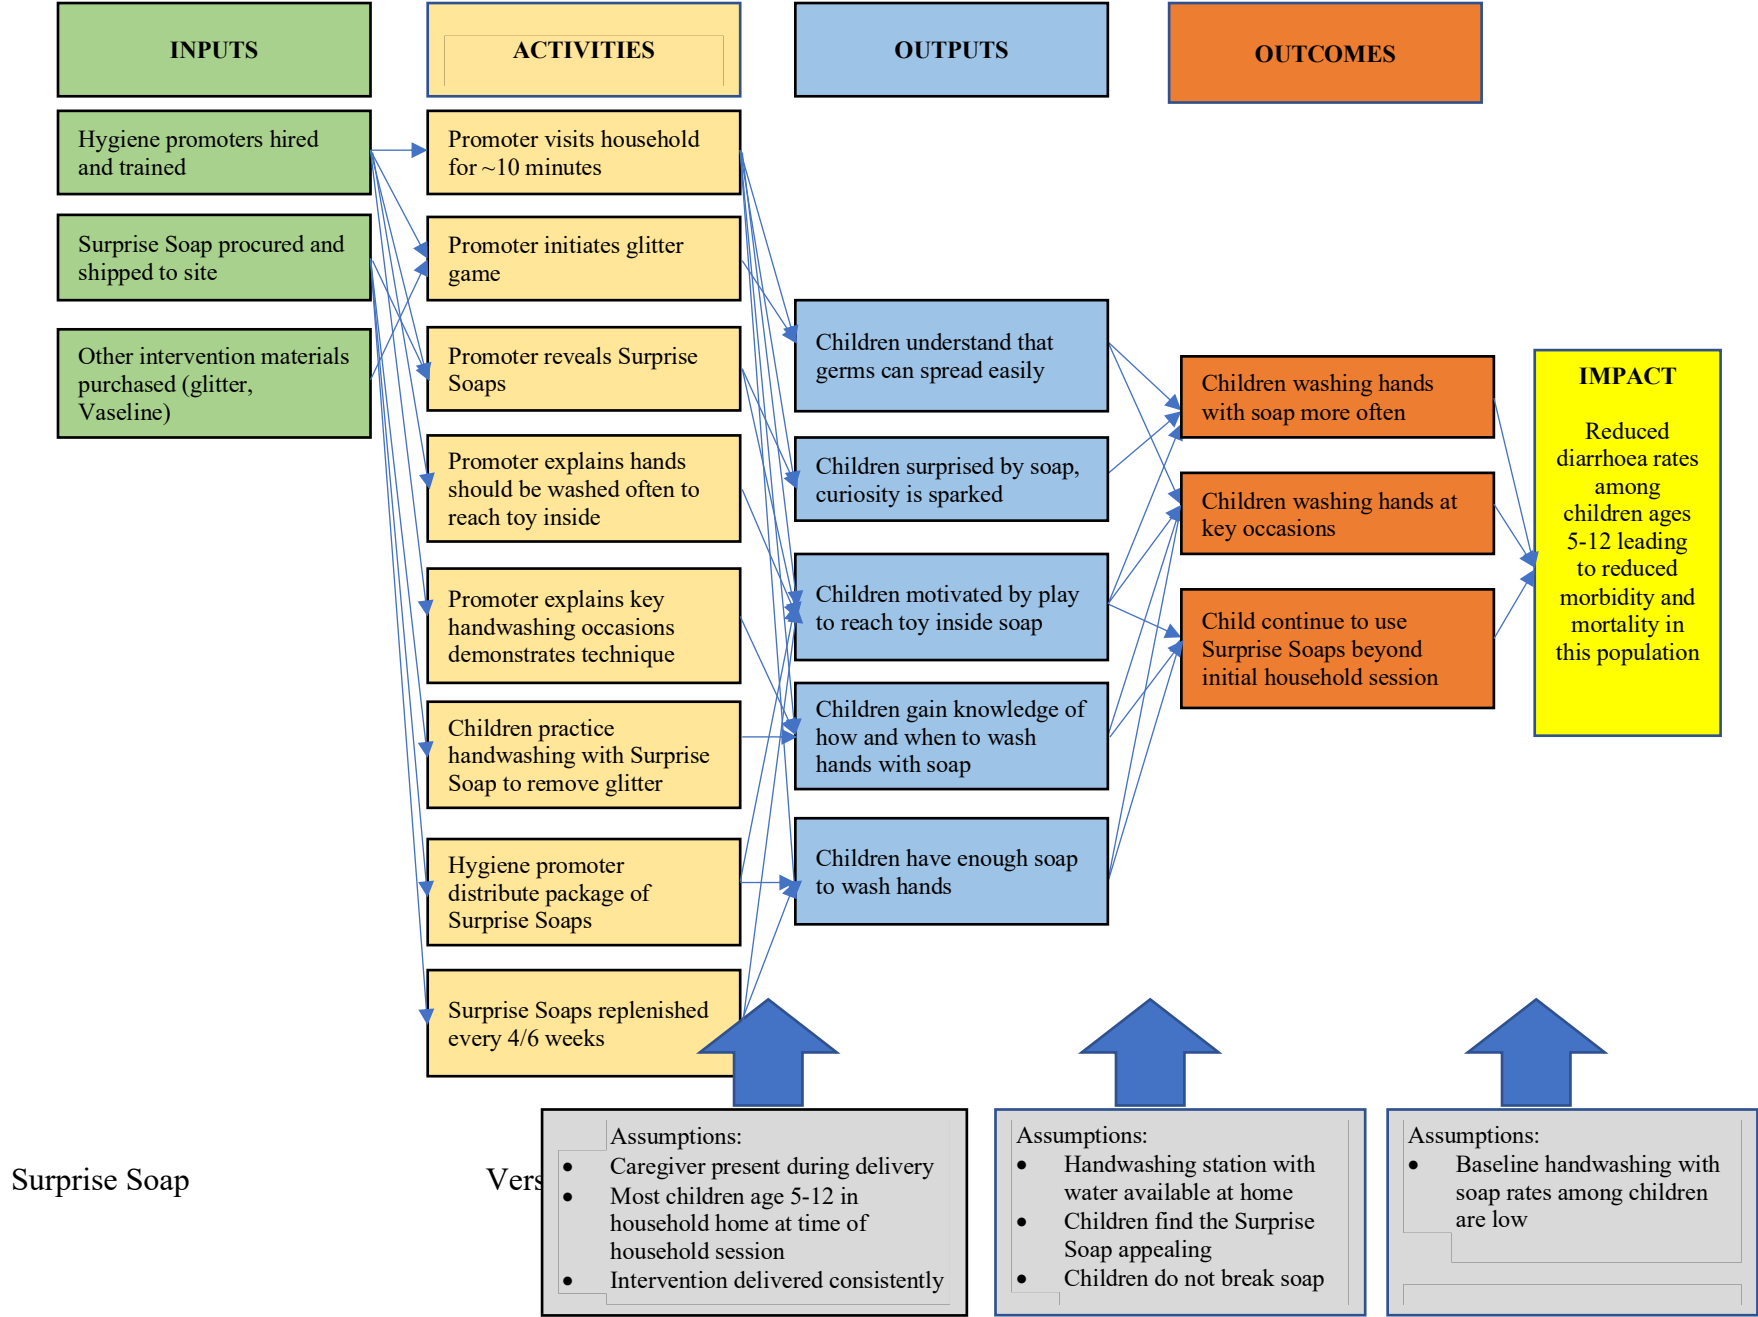 INPUTS
ACTIVITIES
OUTPUTS
OUTCOMES
Hygiene promoters hired
and trained
Surprise Soap procured and
shipped to site
Other intervention materials
purchased (glitter,
Vaseline)
Promoter visits household
for ~10 minutes
Promoter initiates glitter
game
Promoter reveals Surprise
Soaps
Promoter explains hands
should be washed often to
reach toy inside
Promoter explains key
handwashing occasions
demonstrates technique
Children practice
handwashing with Surprise
Soap to remove glitter
Hygiene promoter
distribute package of
Surprise Soaps
Surprise Soaps replenished
every 4/6 weeks
Children understand that
germs can spread easily
Children surprised by soap,
curiosity is sparked
Children motivated by play
to reach toy inside soap
Children gain knowledge of
how and when to wash
hands with soap
Children have enough soap
to wash hands
Children washing hands
with soap more often
Children washing hands at
key occasions
Child continue to use
Surprise Soaps beyond
initial household session
IMPACT
Reduced
diarrhoea rates
among
children ages
5-12 leading
to reduced
morbidity and
mortality in
this population
Surprise Soap
Vers
Assumptions:
• Caregiver present during delivery
• Most children age 5-12 in
household home at time of
household session
• Intervention delivered consistently
Assumptions:
• Handwashing station with
water available at home
• Children find the Surprise
Soap appealing
• Children do not break soap
Assumptions:
• Baseline handwashing with
soap rates among children
are low